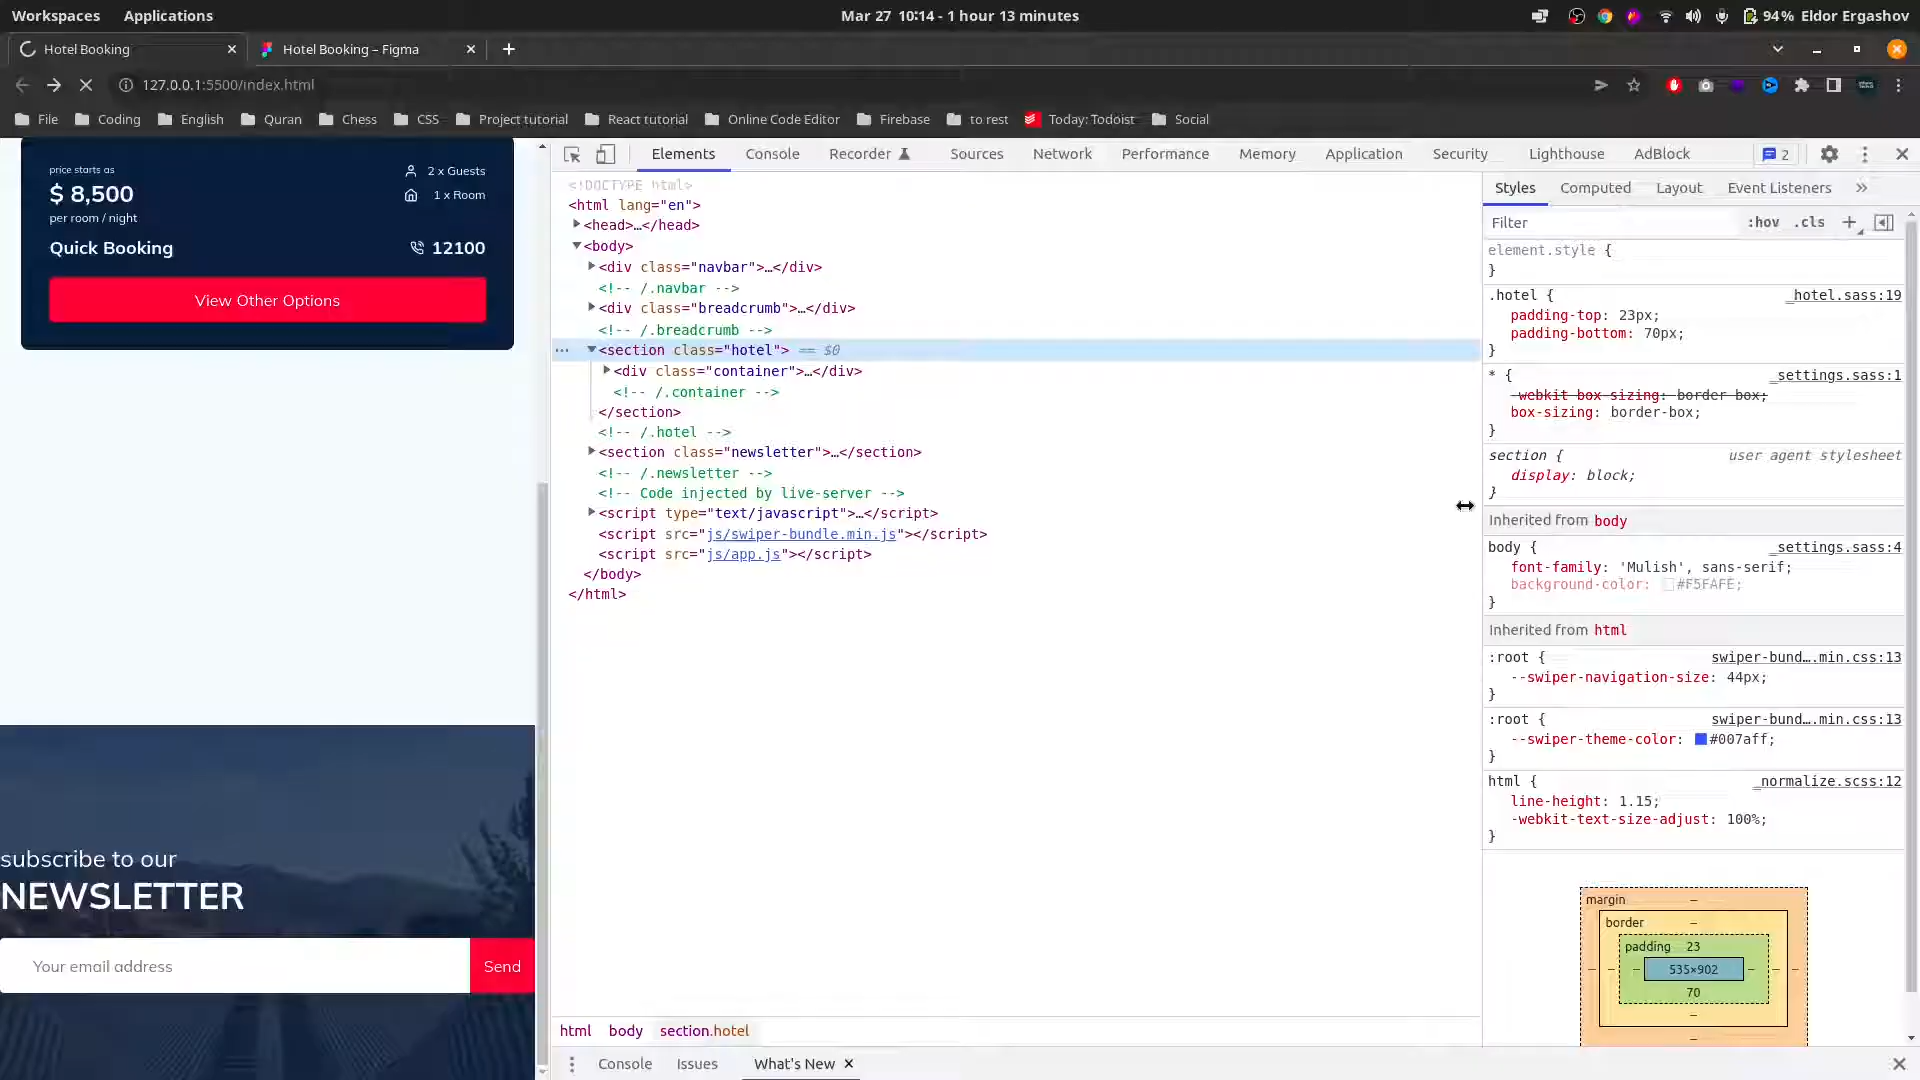 Workspaces Applications Mar 27 10:14 - 1 hour 13 minutes 94% Eldor Ergashov
Hotel Booking Hotel Booking – Figma
127.0.0.1:5500/index.html
File Coding English Quran Chess CSS Project tutorial React tutorial Online Code Editor Firebase to rest Today: Todoist Social
price starts as
$ 8,500
per room / night
2 x Guests
1 x Room
Quick Booking 12100
View Other Options
subscribe to our
NEWSLETTER
Your email address Send
Elements Console Recorder Sources Network Performance Memory Application Security Lighthouse AdBlock 2
<!DOCTYPE html>
<html lang="en">
<head>…</head>
<body>
<div class="navbar">…</div>
<!-- /.navbar -->
<div class="breadcrumb">…</div>
<!-- /.breadcrumb -->
<section class="hotel"> == $0
<div class="container">…</div>
<!-- /.container -->
</section>
<!-- /.hotel -->
<section class="newsletter">…</section>
<!-- /.newsletter -->
<!-- Code injected by live-server -->
<script type="text/javascript">…</script>
<script src="js/swiper-bundle.min.js"></script>
<script src="js/app.js"></script>
</body>
</html>
html body section.hotel
Console Issues What's New
Styles Computed Layout Event Listeners
Filter :hov .cls
element.style {
}
.hotel { _hotel.sass:19
padding-top: 23px;
padding-bottom: 70px;
}
* { _settings.sass:1
-webkit-box-sizing: border-box;
box-sizing: border-box;
}
section { user agent stylesheet
display: block;
}
Inherited from body
body { _settings.sass:4
font-family: 'Mulish', sans-serif;
background-color: #F5FAFE;
}
Inherited from html
:root { swiper-bund….min.css:13
--swiper-navigation-size: 44px;
}
:root { swiper-bund….min.css:13
--swiper-theme-color: #007aff;
}
html { _normalize.scss:12
line-height: 1.15;
-webkit-text-size-adjust: 100%;
}
margin –
border –
padding 23
– – – 535×902 – – –
70
–
–